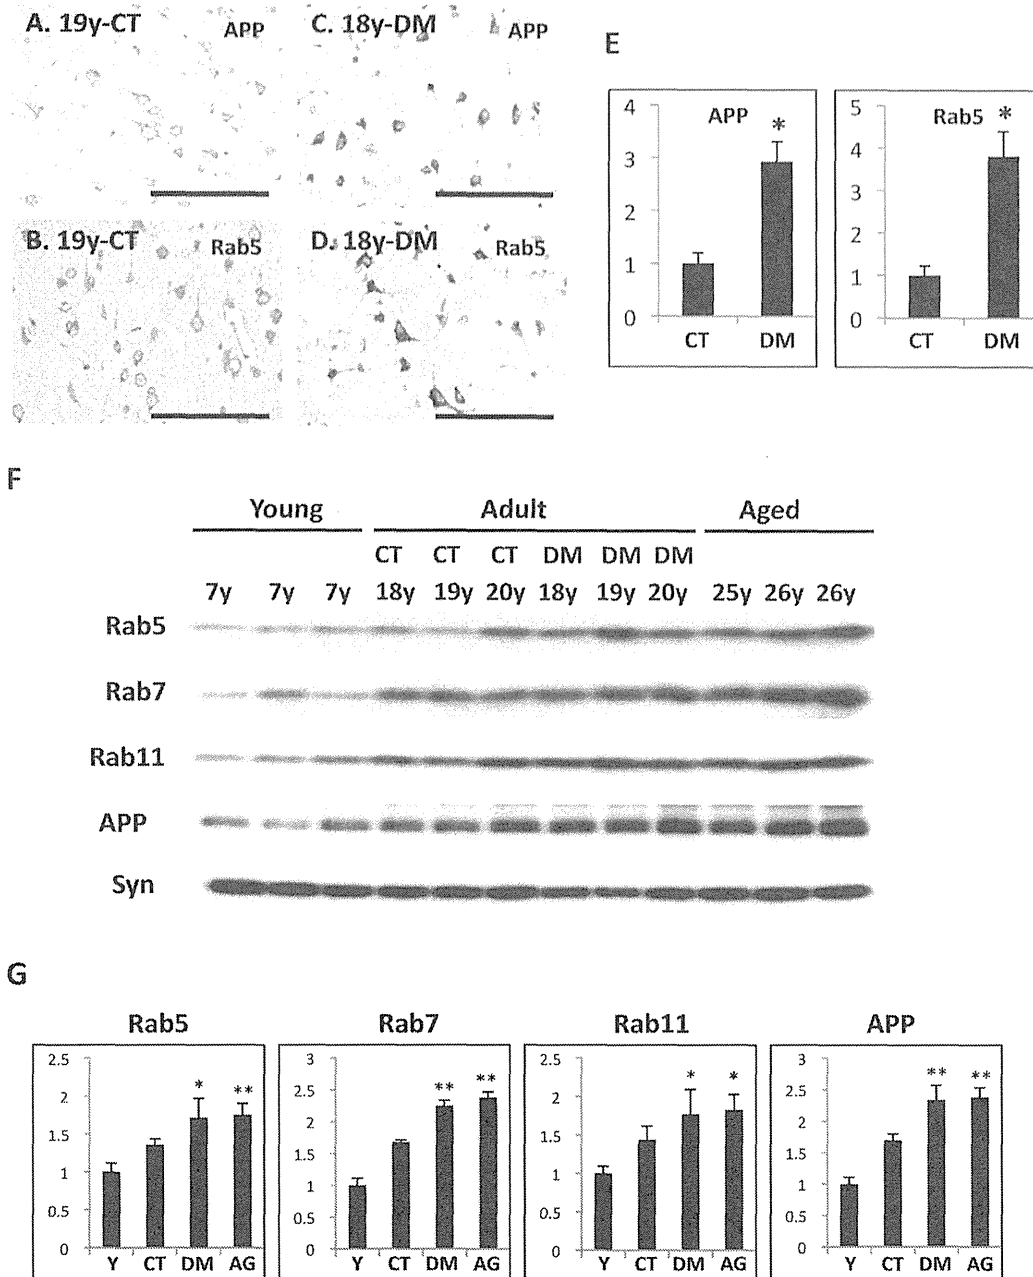 A. 19y-CT
APP
C. 18y-DM
APP
B. 19y-CT
Rab5
D. 18y-DM
Rab5
E
APP
4
3
2
1
0
*
CT DM
Rab5
5
4
3
2
1
0
*
CT DM
F
Young Adult Aged
CT CT CT DM DM DM
7y 7y 7y 18y 19y 20y 18y 19y 20y 25y 26y 26y
Rab5
Rab7
Rab11
APP
Syn
G
Rab5
2.5
2
1.5
1
0.5
0
* **
Y CT DM AG
Rab7
3
2.5
2
1.5
1
0.5
0
** **
Y CT DM AG
Rab11
2.5
2
1.5
1
0.5
0
* *
Y CT DM AG
APP
3
2.5
2
1.5
1
0.5
0
** **
Y CT DM AG